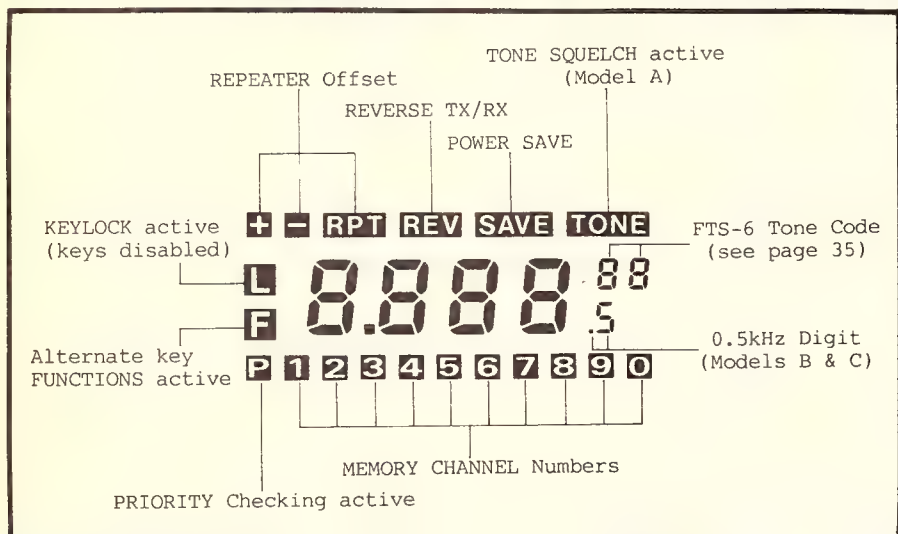 TONE SQUELCH active
(Model A)
REPEATER Offset
REVERSE TX/RX
POWER SAVE
KEYLOCK active
(keys disabled)
+ - RPT REV SAVE TONE
FTS-6 Tone Code
(see page 35)
L 8.888 88
F .5
0.5kHz Digit
(Models B & C)
Alternate key
FUNCTIONS active
P 1 2 3 4 5 6 7 8 9 0
MEMORY CHANNEL Numbers
PRIORITY Checking active